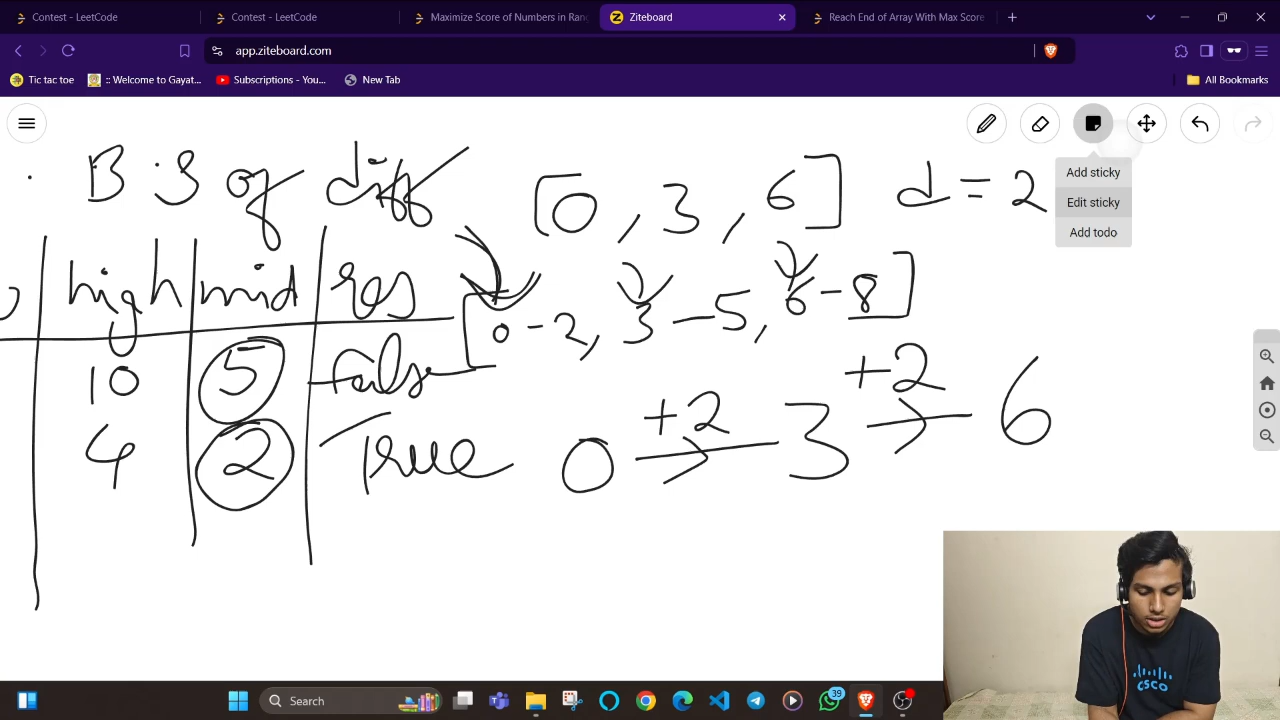 Contest - LeetCode
Contest - LeetCode
Maximize Score of Numbers in Ran
Ziteboard
Reach End of Array With Max Score
app.ziteboard.com
Tic tac toe
:: Welcome to Gayat...
Subscriptions - You...
New Tab
All Bookmarks
Add sticky
Edit sticky
Add todo
B.S of diff
[0, 3, 6] d = 2
high mid res
[0-2, 3-5, 6-8]
10 5 false
4 2 True
0 +2 → 3 +2 → 6
cisco
Search
39